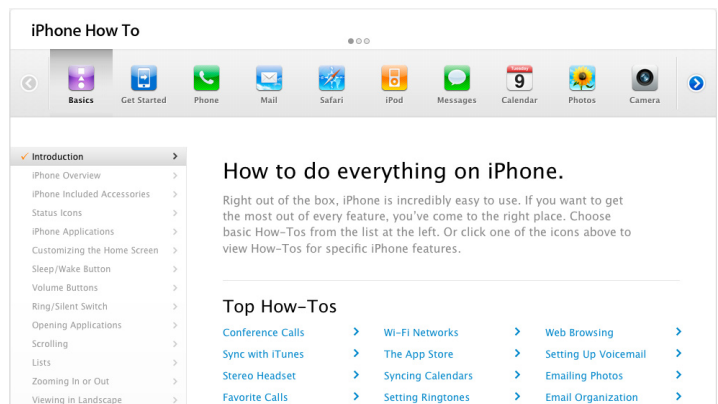 iPhone How To
Basics
Get Started
Phone
Mail
Safari
iPod
Messages
Tuesday
9
Calendar
Photos
Camera
Introduction
iPhone Overview
iPhone Included Accessories
Status Icons
iPhone Applications
Customizing the Home Screen
Sleep/Wake Button
Volume Buttons
Ring/Silent Switch
Opening Applications
Scrolling
Lists
Zooming In or Out
Viewing in Landscape
How to do everything on iPhone.
Right out of the box, iPhone is incredibly easy to use. If you want to get
the most out of every feature, you've come to the right place. Choose
basic How-Tos from the list at the left. Or click one of the icons above to
view How-Tos for specific iPhone features.
Top How-Tos
Conference Calls
Wi-Fi Networks
Web Browsing
Sync with iTunes
The App Store
Setting Up Voicemail
Stereo Headset
Syncing Calendars
Emailing Photos
Favorite Calls
Setting Ringtones
Email Organization